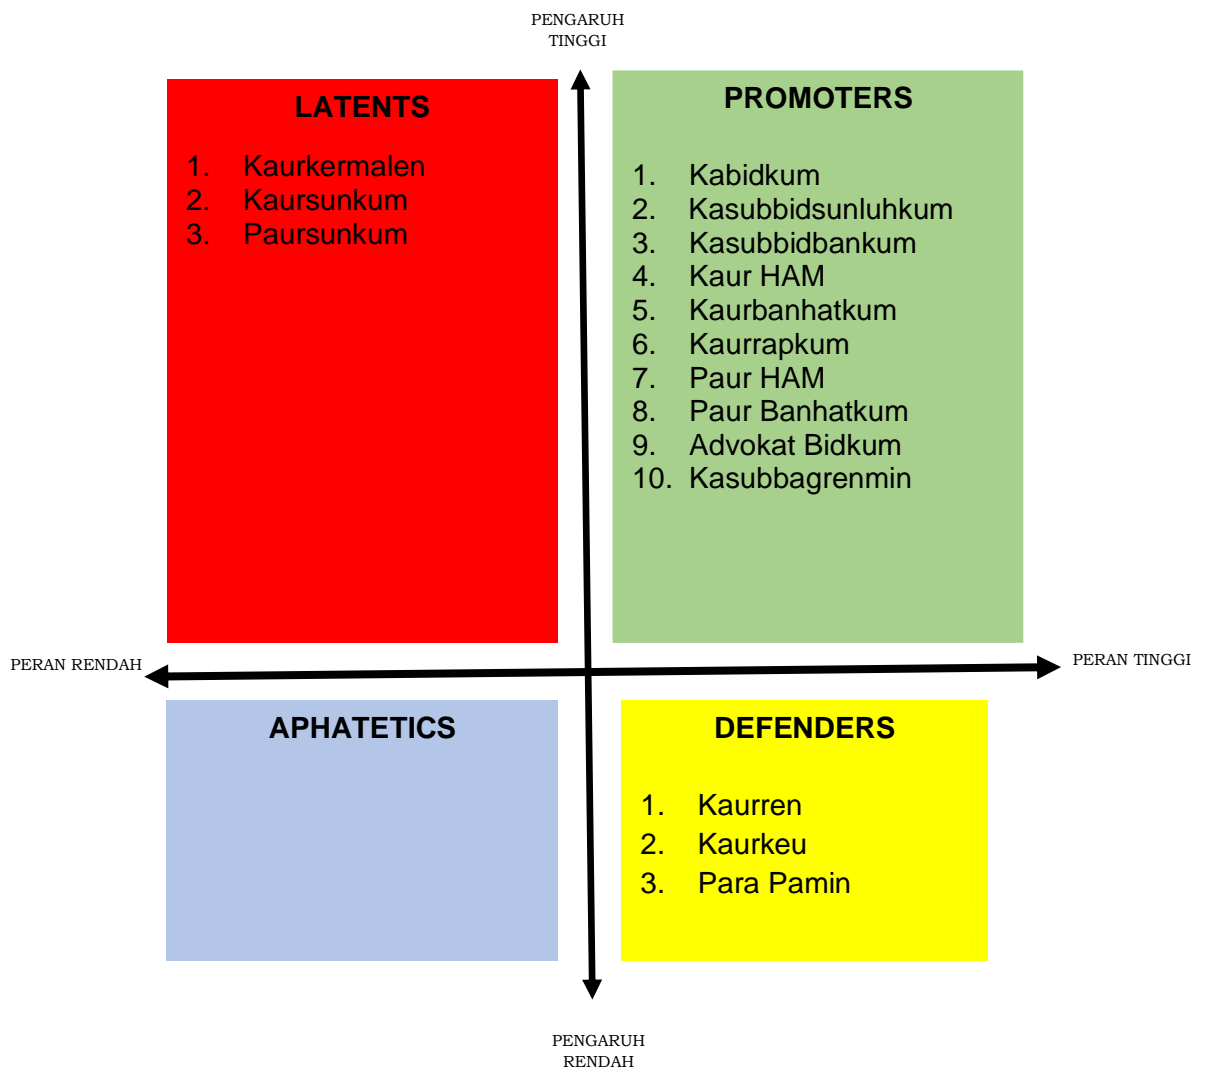 PENGARUH
TINGGI
LATENTS
1. Kaurkermalen
2. Kaursunkum
3. Paursunkum
PROMOTERS
1. Kabidkum
2. Kasubbidsunluhkum
3. Kasubbidbankum
4. Kaur HAM
5. Kaurbanhatkum
6. Kaurrapkum
7. Paur HAM
8. Paur Banhatkum
9. Advokat Bidkum
10. Kasubbagrenmin
PERAN RENDAH
PERAN TINGGI
APHATETICS
DEFENDERS
1. Kaurren
2. Kaurkeu
3. Para Pamin
PENGARUH
RENDAH